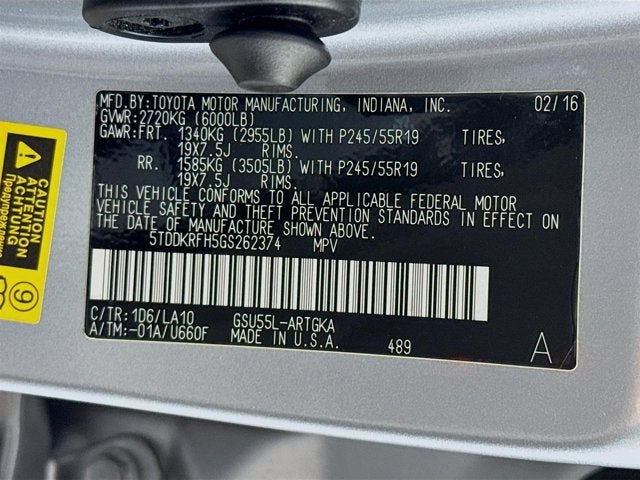 MFD.BY:TOYOTA MOTOR MANUFACTURING, INDIANA, INC. 02/16
GVWR:2720KG (6000LB)
GAWR:FRT. 1340KG (2955LB) WITH P245/55R19 TIRES,
19X7.5J RIMS.
RR. 1585KG (3505LB) WITH P245/55R19 TIRES,
19X7.5J RIMS.
THIS VEHICLE CONFORMS TO ALL APPLICABLE FEDERAL MOTOR
VEHICLE SAFETY AND THEFT PREVENTION STANDARDS IN EFFECT ON
THE DATE OF MANUFACTURE SHOWN ABOVE.
5TDDKRFH5GS262374 MPV
C/TR:1D6/LA10 GSU55L-ARTGKA
A/TM:-01A/U660F MADE IN U.S.A.
489 A
CAUTION
ATTENTION
9